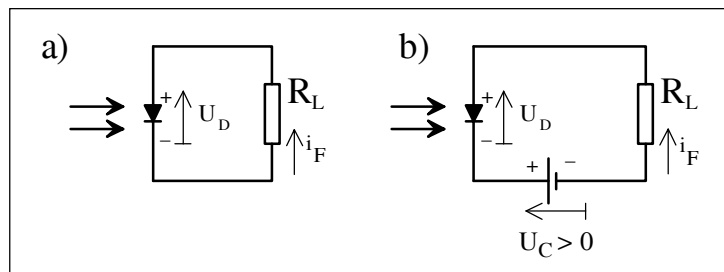 a)
+
U_D
−
R_L
i_F
b)
+
U_D
−
R_L
i_F
+ −
U_C > 0